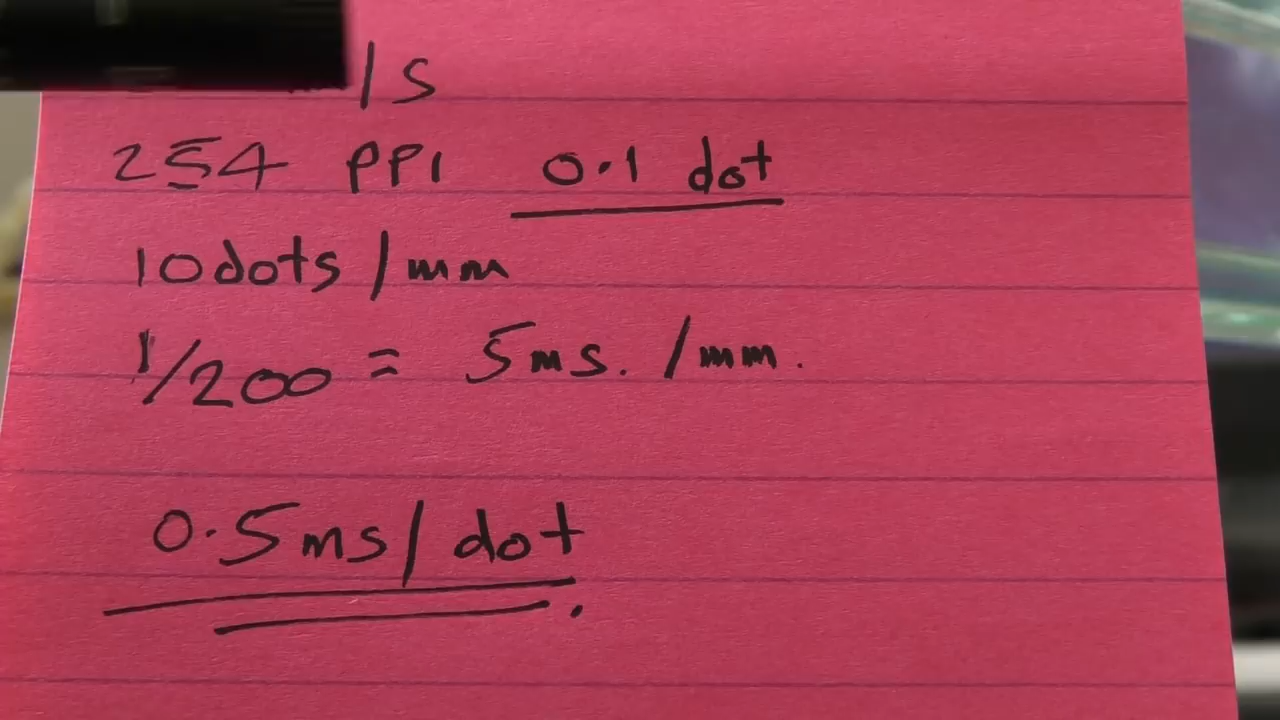 /s
254 PPI 0.1 dot
10dots/mm
1/200 = 5ms./mm.
0.5ms/dot.